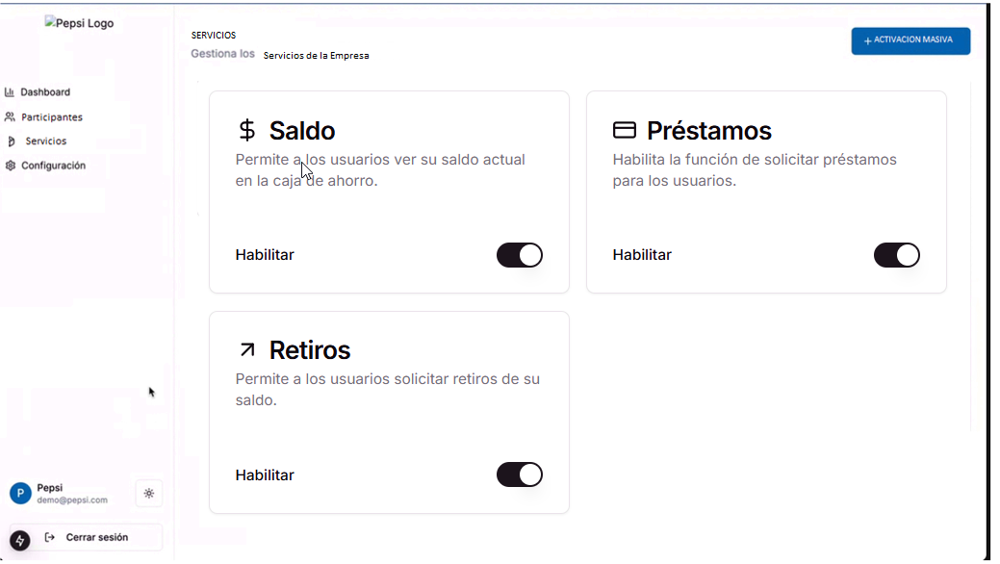 Pepsi Logo
Dashboard
Participantes
Servicios
Configuración
P
Pepsi
demo@pepsi.com
Cerrar sesión
SERVICIOS
Gestiona los Servicios de la Empresa
+ ACTIVACION MASIVA
$ Saldo
Permite a los usuarios ver su saldo actual
en la caja de ahorro.
Habilitar
Préstamos
Habilita la función de solicitar préstamos
para los usuarios.
Habilitar
Retiros
Permite a los usuarios solicitar retiros de su
saldo.
Habilitar